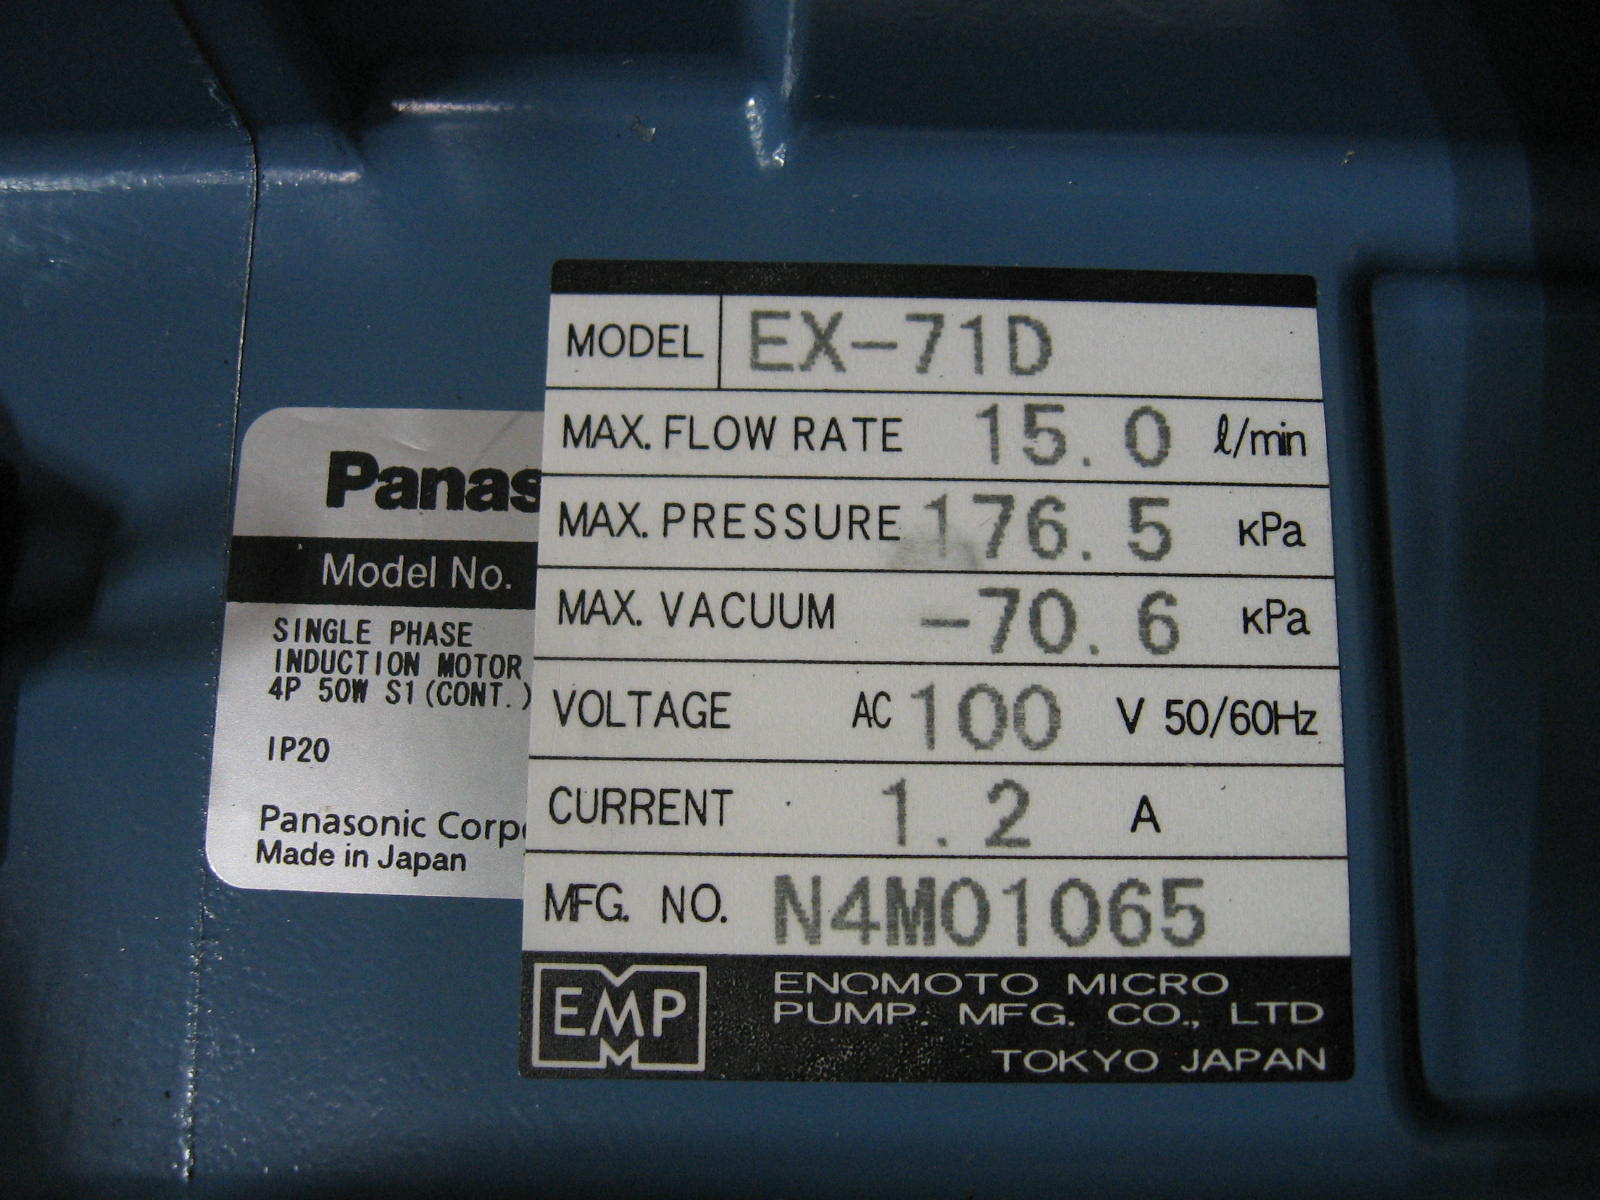 MODEL EX-71D
MAX. FLOW RATE 15.0 ℓ/min
MAX. PRESSURE 176.5 KPa
MAX. VACUUM -70.6 KPa
VOLTAGE AC 100 V 50/60Hz
CURRENT 1.2 A
MFG. NO. N4M01065
EMP
ENOMOTO MICRO
PUMP. MFG. CO., LTD
TOKYO JAPAN
Panas
Model No.
SINGLE PHASE
INDUCTION MOTOR
4P 50W S1(CONT.)
IP20
Panasonic Corp
Made in Japan